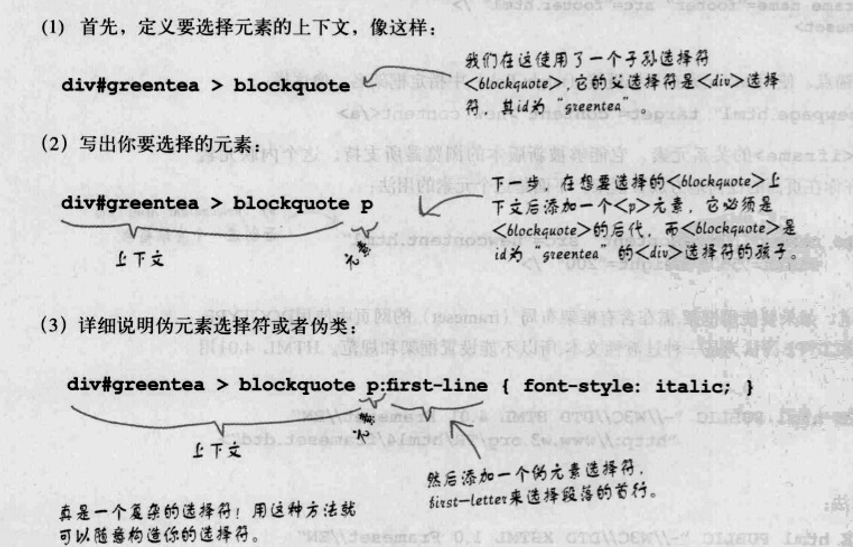 (1) 首先，定义要选择元素的上下文，像这样：
div#greentea > blockquote
我们在这使用了一个子孙选择符
<blockquote>，它的父选择符是<div>选择
符，其id为“greentea”。
(2) 写出你要选择的元素：
div#greentea > blockquote p
上下文
元素
下一步，在想要选择的<blockquote>上
下文后添加一个<p>元素，它必须是
<blockquote>的后代，而<blockquote>是
id为“greentea”的<div>选择符的孩子。
(3) 详细说明伪元素选择符或者伪类：
div#greentea > blockquote p:first-line { font-style: italic; }
上下文
元素
然后添加一个伪元素选择符，
first-letter来选择段落的首行。
真是一个复杂的选择符！用这种方法就
可以随意构造你的选择符。